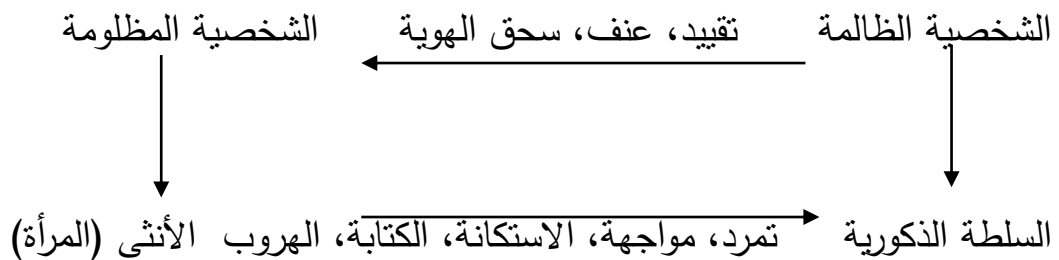 الشخصية الظالمة تقييد، عنف، سحق الهوية الشخصية المظلومة
السلطة الذكورية تمرد، مواجهة، الاستكانة، الكتابة، الهروب الأنثى (المرأة)